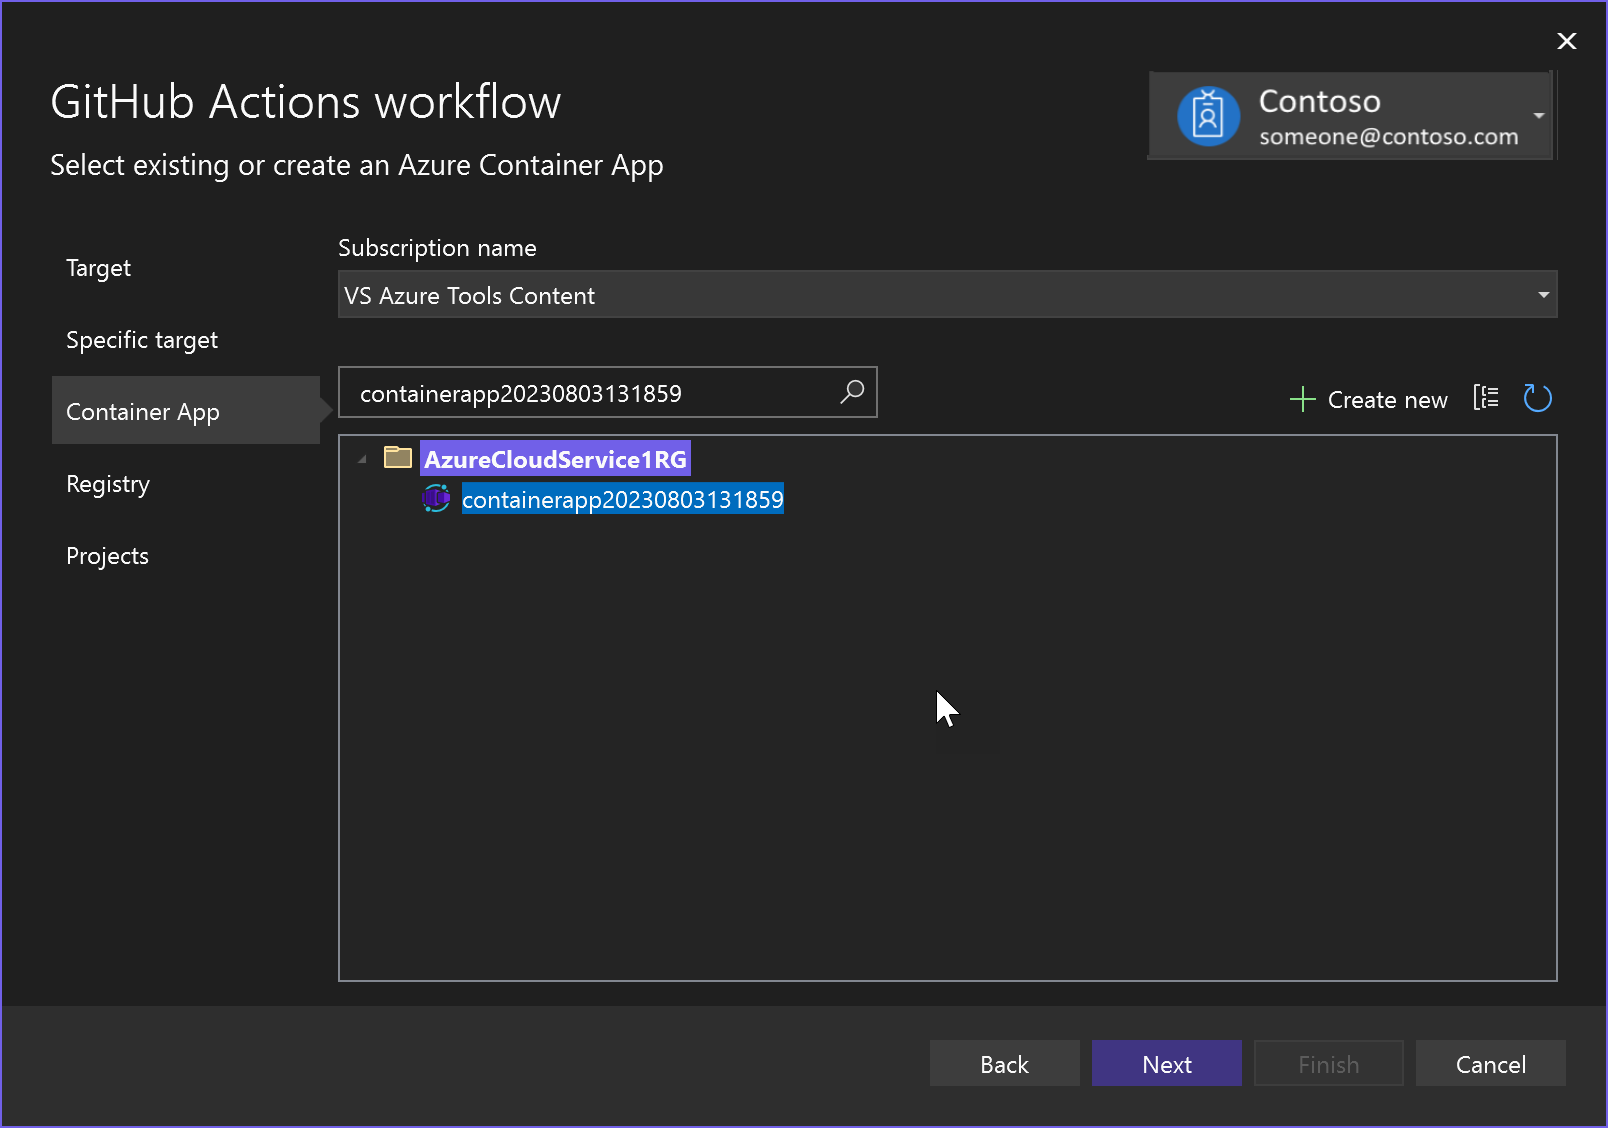 GitHub Actions workflow
Select existing or create an Azure Container App
Contoso
someone@contoso.com
Target
Specific target
Container App
Registry
Projects
Subscription name
VS Azure Tools Content
containerapp20230803131859
Create new
AzureCloudService1RG
containerapp20230803131859
Back
Next
Finish
Cancel